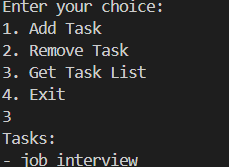 Enter your choice:
1. Add Task
2. Remove Task
3. Get Task List
4. Exit
3
Tasks:
- job interview